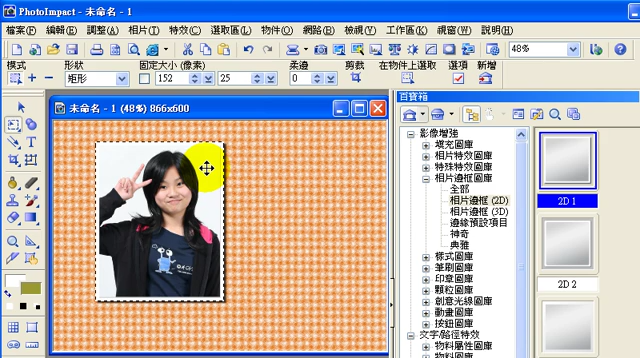 PhotoImpact - 未命名 - 1
檔案(F) 編輯(E) 調整(A) 相片(I) 特效(C) 選取區(L) 物件(O) 網路(B) 檢視(V) 工作區(K) 視窗(W) 說明(H)
48%
模式 形狀 固定大小 (像素) 柔邊 剪裁 在物件上選取 選項 新增
矩形 152 25 0
未命名 - 1 (48%) 866x600
百寶箱
影像增強
填充圖庫
相片特效圖庫
特殊特效圖庫
相片邊框圖庫
全部
相片邊框 (2D)
相片邊框 (3D)
邊緣預設項目
神奇
典雅
樣式圖庫
筆刷圖庫
印章圖庫
顆粒圖庫
創意光線圖庫
動畫圖庫
按鈕圖庫
文字/路徑特效
物料屬性圖庫
物料圖庫
2D 1
2D 2